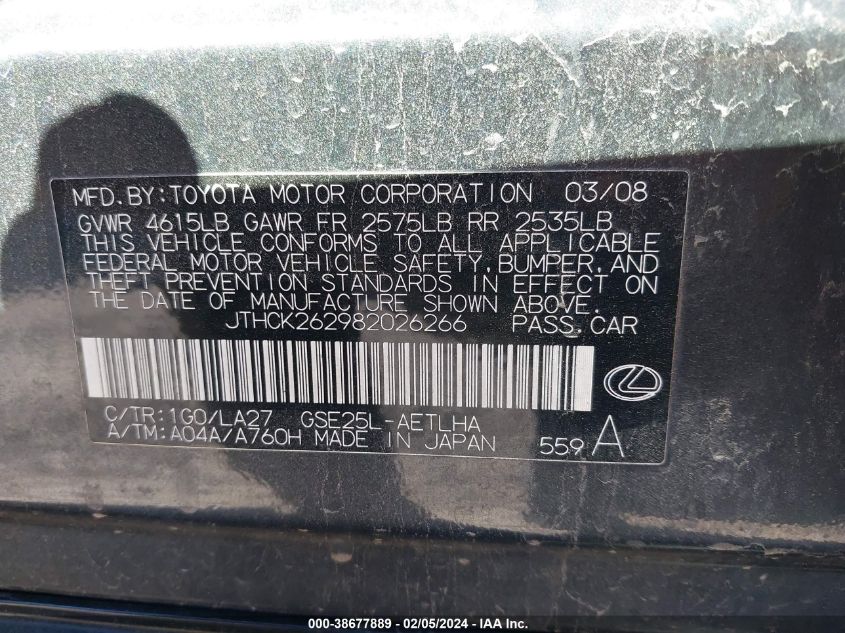 MFD.BY:TOYOTA MOTOR CORPORATION 03/08
GVWR 4615LB GAWR FR 2575LB RR 2535LB
THIS VEHICLE CONFORMS TO ALL APPLICABLE
FEDERAL MOTOR VEHICLE SAFETY,BUMPER,AND
THEFT PREVENTION STANDARDS IN EFFECT ON
THE DATE OF MANUFACTURE SHOWN ABOVE.
JTHCK262982026266 PASS.CAR
C/TR:1G0/LA27 GSE25L-AETLHA
A/TM:A04A/A760H MADE IN JAPAN 559 A
000-38677889 - 02/05/2024 - IAAI.com